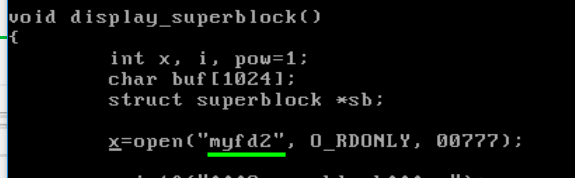 void display_superblock()
{
int x, i, pow=1;
char buf[1024];
struct superblock *sb;
x=open("myfd2", O_RDONLY, 00777);